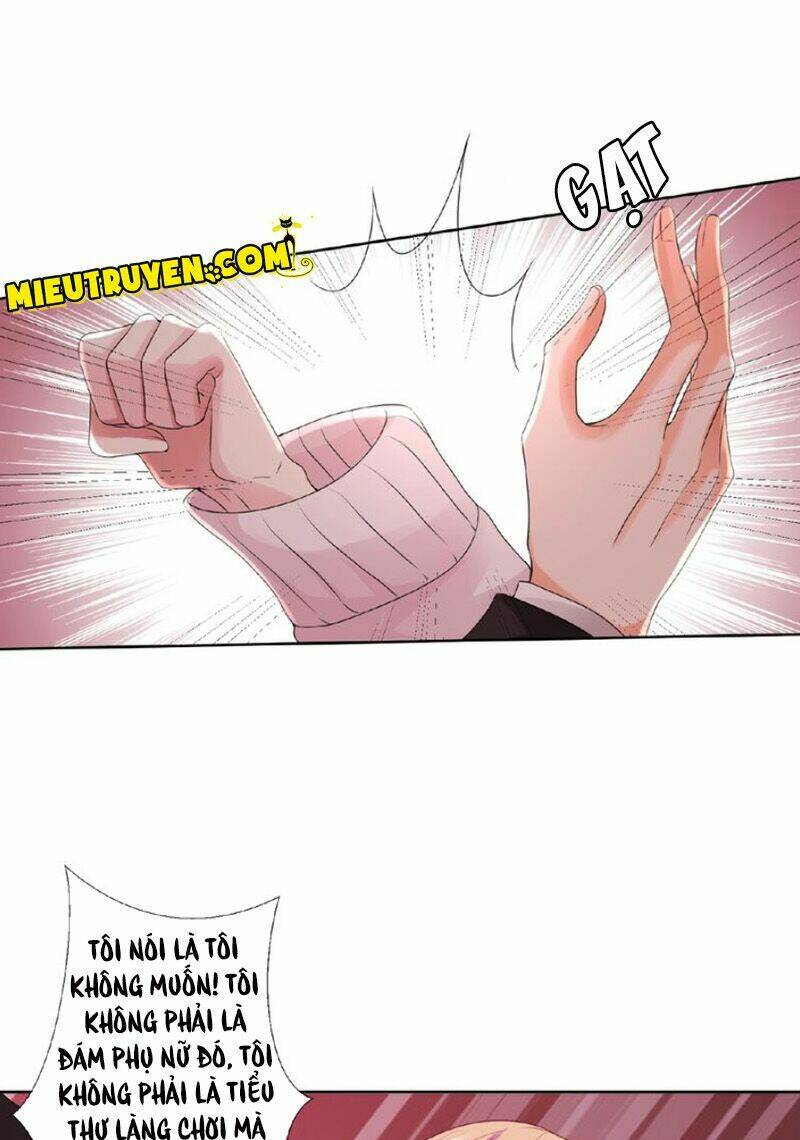 GẠT
MIEUTRUYEN.COM
TÔI NÓI LÀ TÔI
KHÔNG MUỐN! TÔI
KHÔNG PHẢI LÀ
ĐÁM PHỤ NỮ ĐÓ, TÔI
KHÔNG PHẢI LÀ TIỂU
THƯ LÀNG CHƠI MÀ